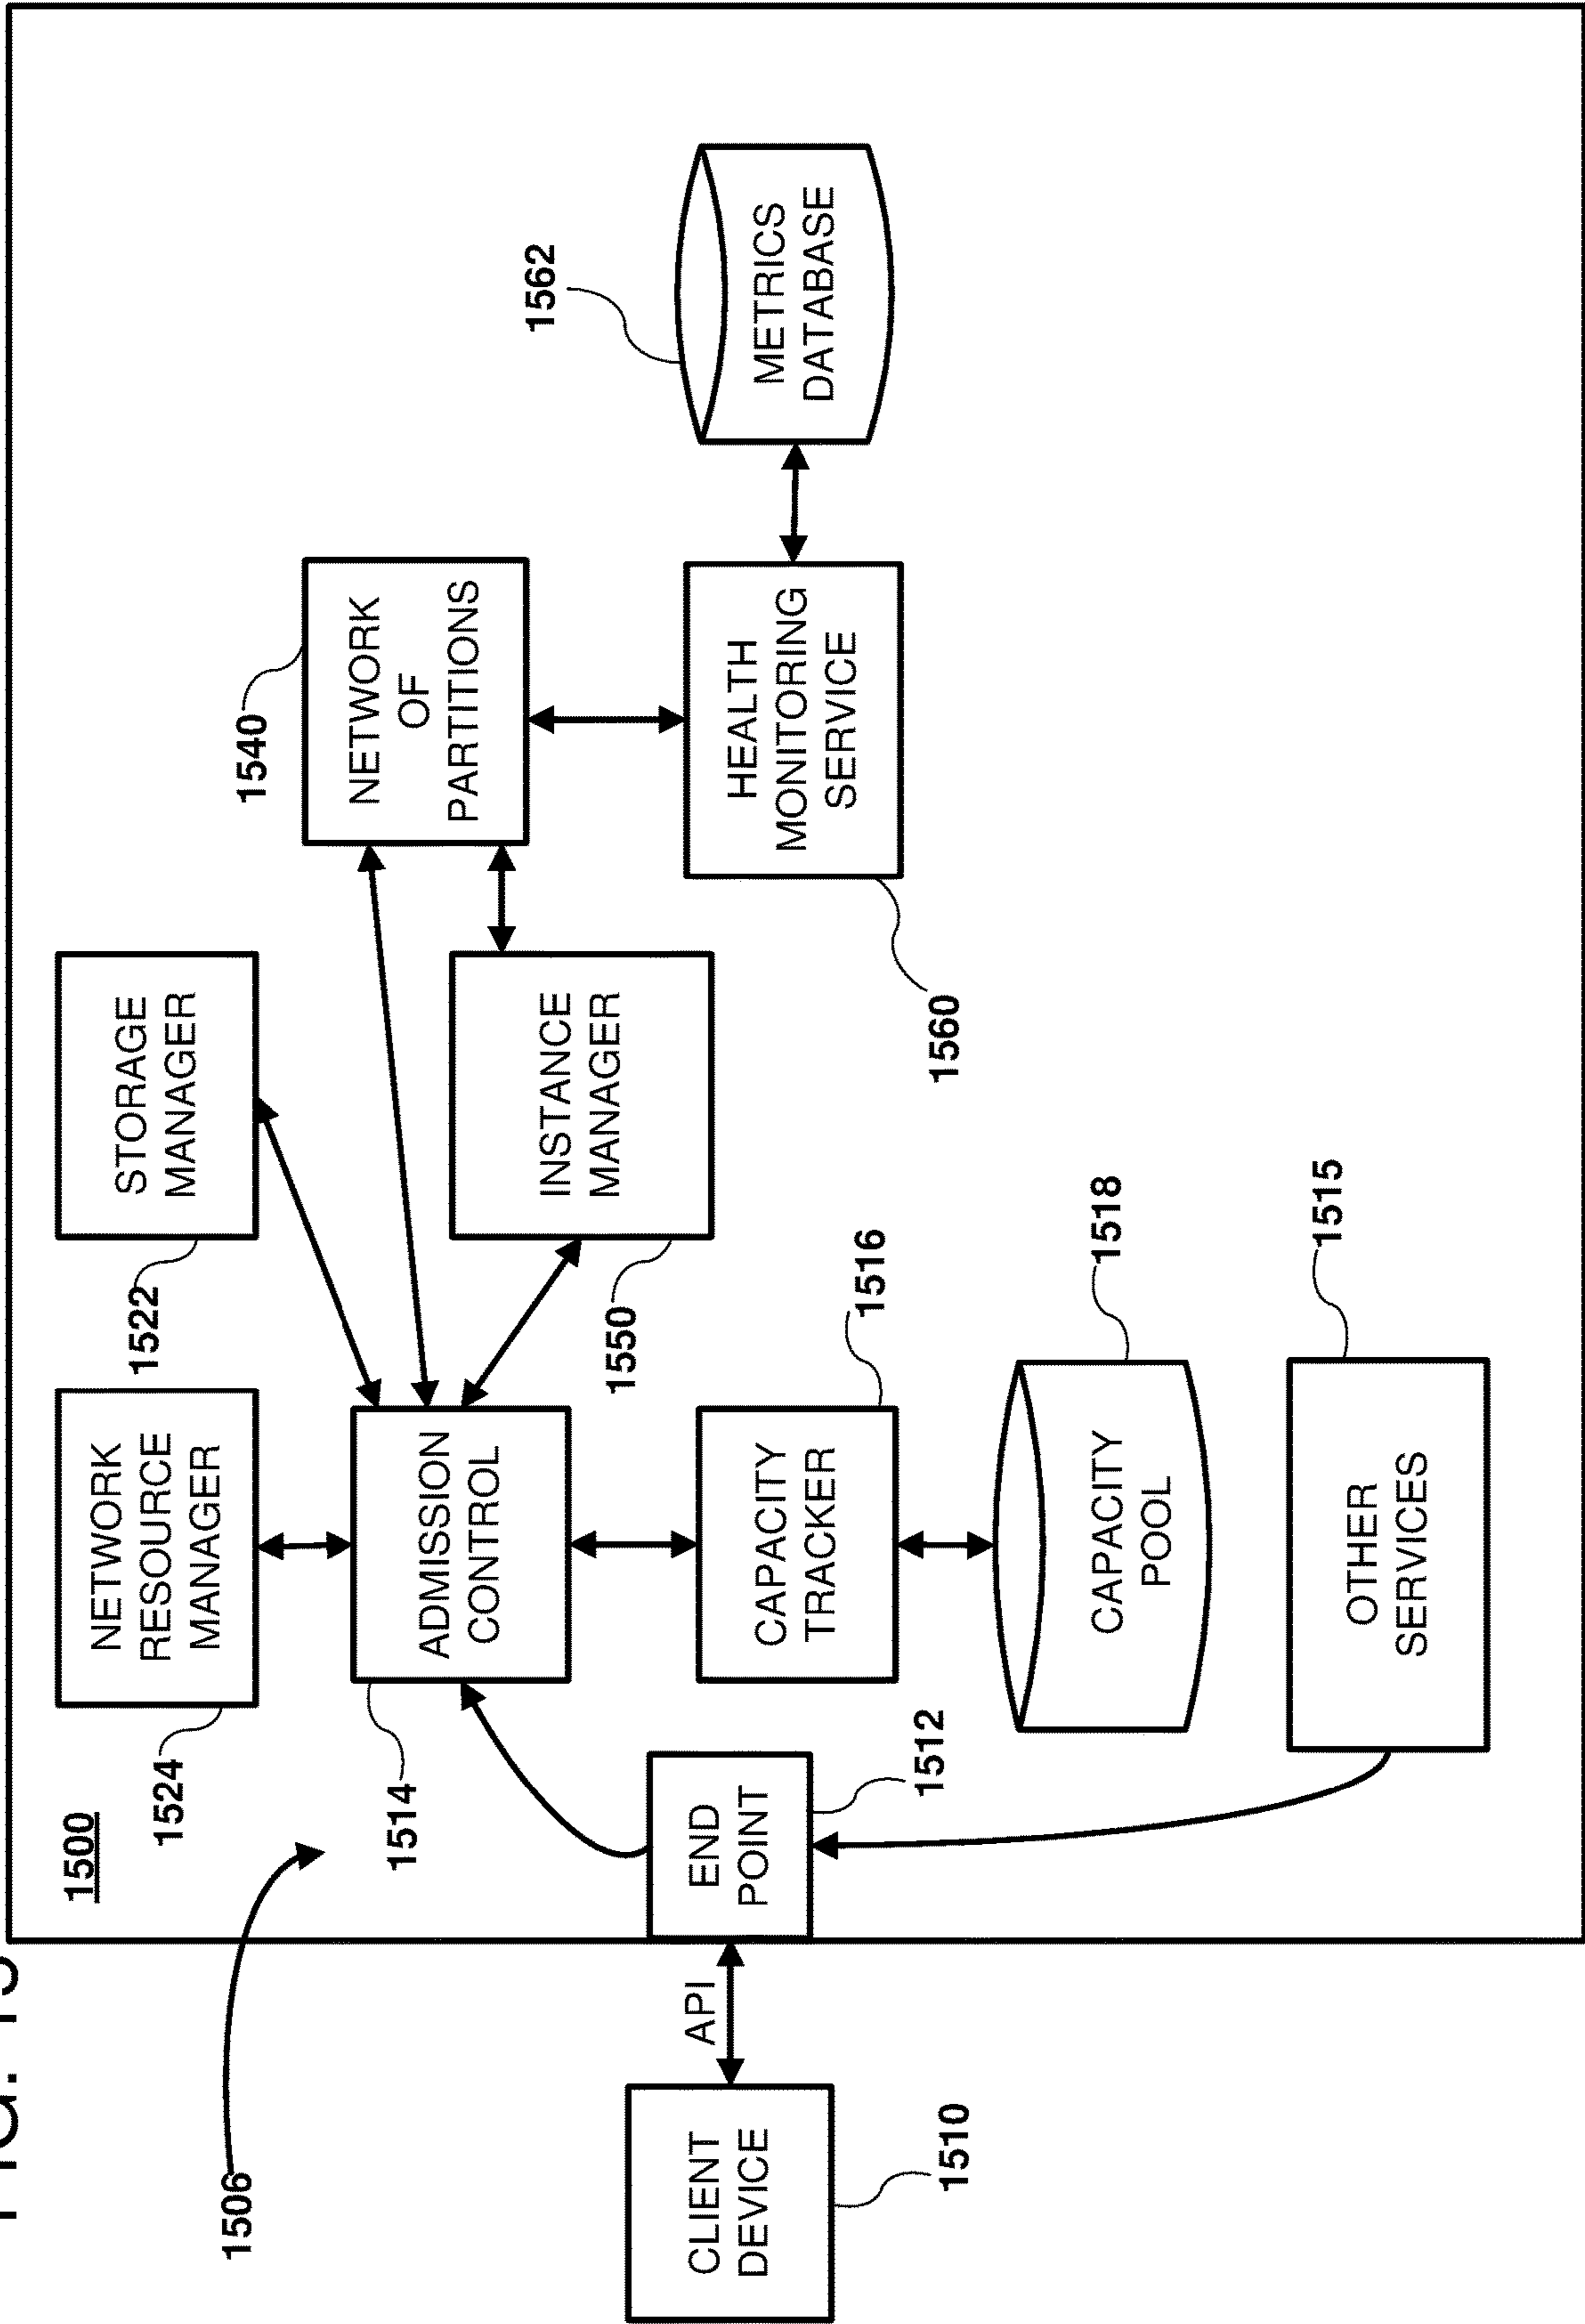 FIG. 15
1500
1524
NETWORK
RESOURCE
MANAGER
1522
STORAGE
MANAGER
1506
1514
ADMISSION
CONTROL
1540
NETWORK
OF
PARTITIONS
1550
INSTANCE
MANAGER
1562
METRICS
DATABASE
CLIENT
DEVICE
1510
API
END
POINT
1512
CAPACITY
TRACKER
1516
HEALTH
MONITORING
SERVICE
1560
CAPACITY
POOL
1518
OTHER
SERVICES
1515